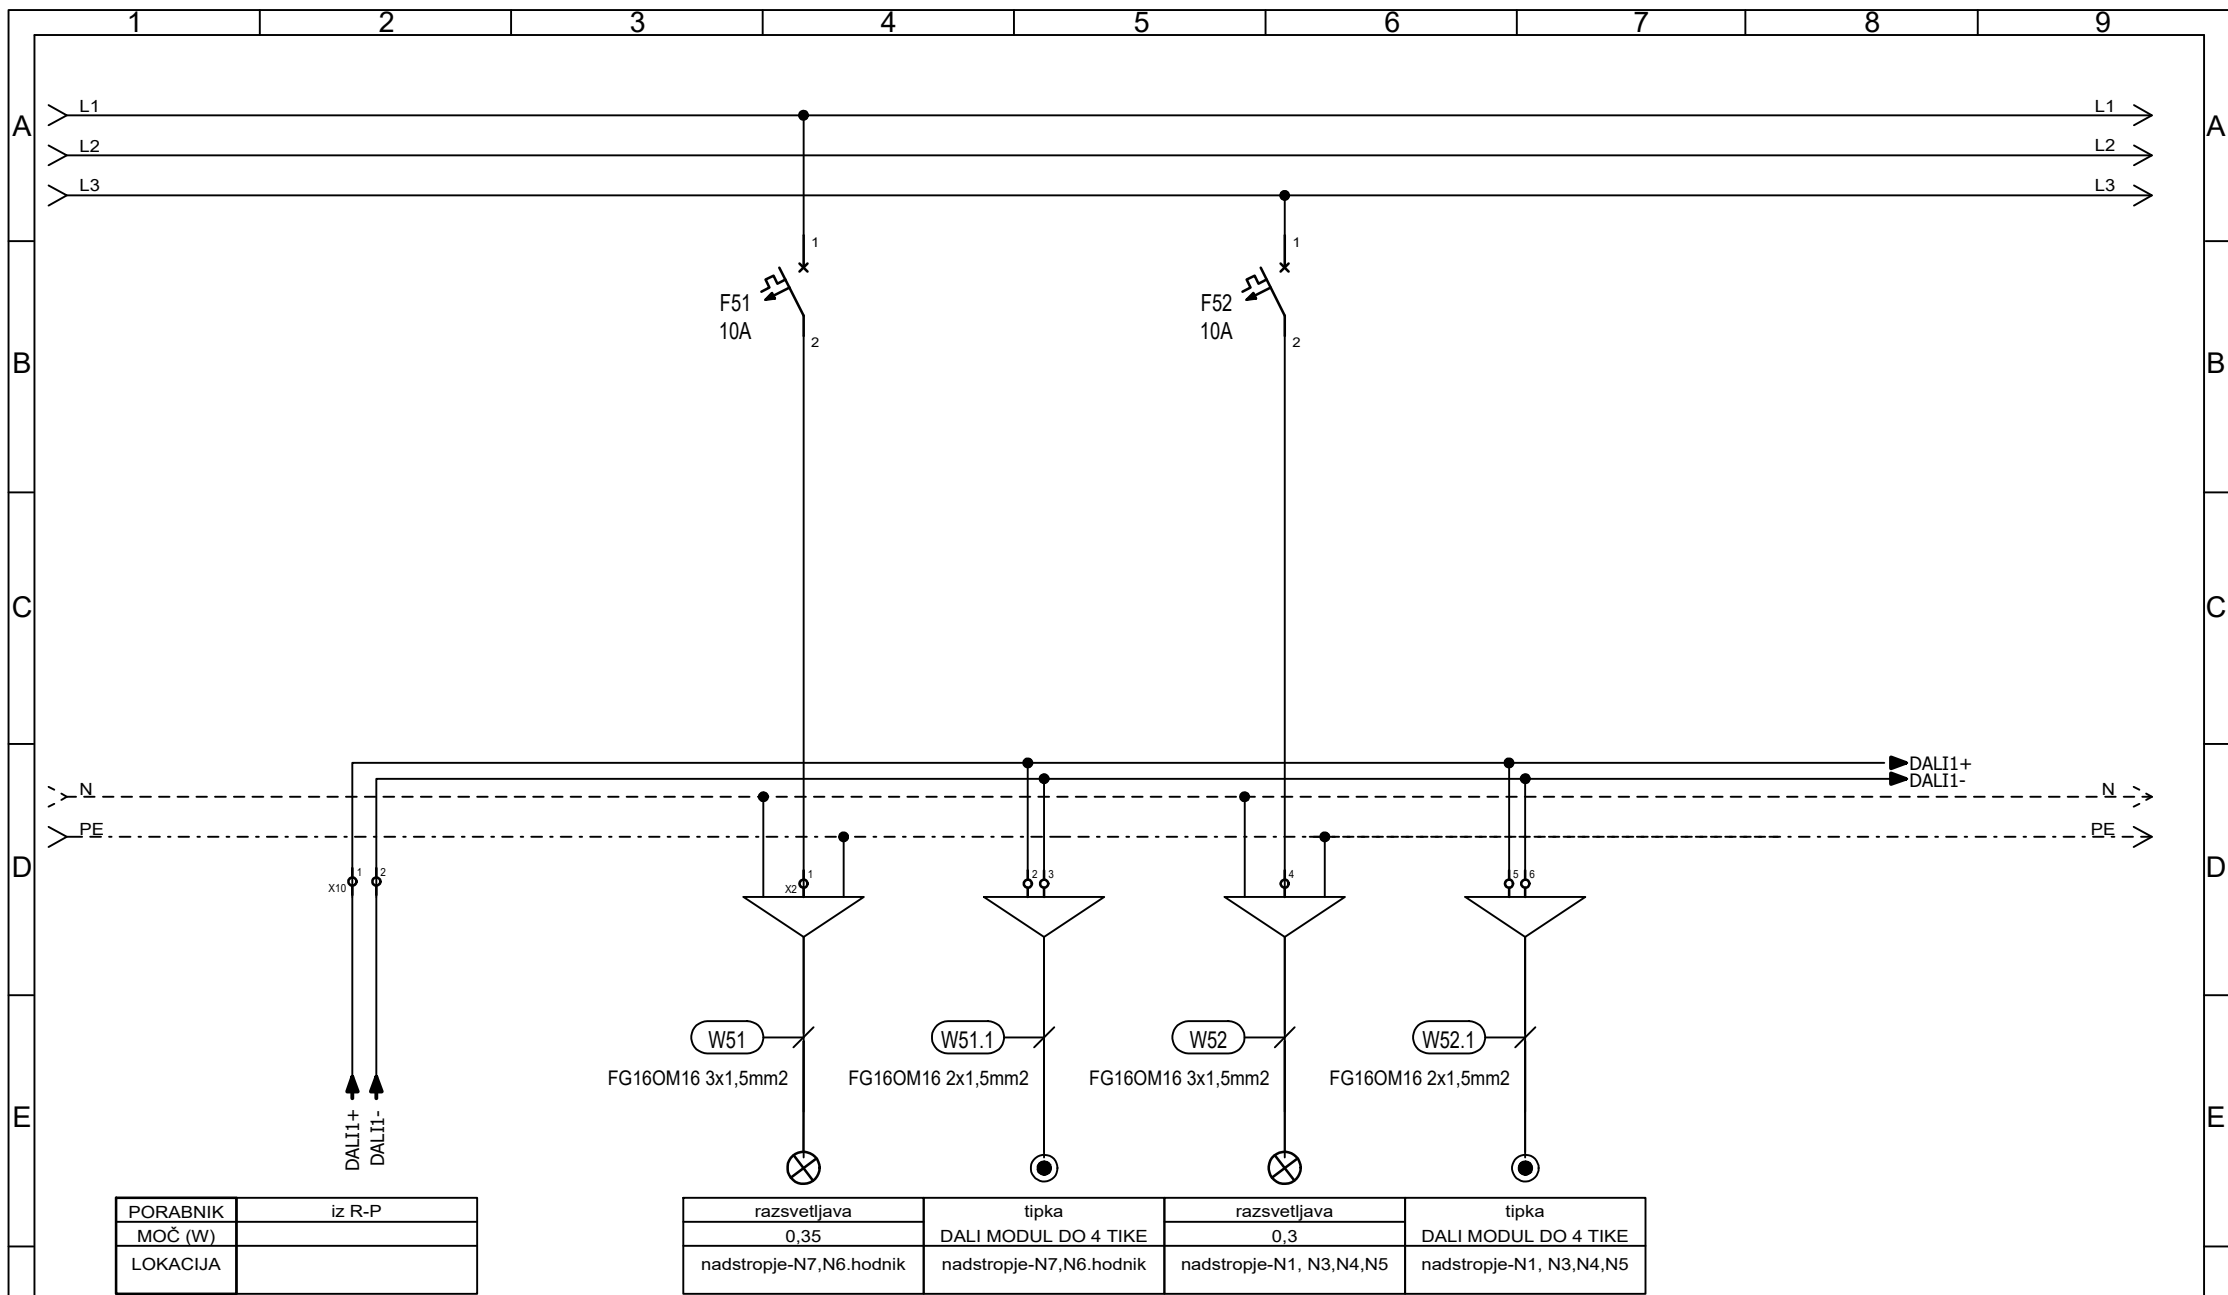 1 2 3 4 5 6 7 8 9
A L1 L1 A
L2 L2
L3 L3
1 1
F51 F52
10A 10A
2 2
B B
C C
DALI1+
DALI1-
N N
PE PE
D D
X10 1 2 X2 1 2 3 4 5 6
W51 W51.1 W52 W52.1
FG16OM16 3x1,5mm2 FG16OM16 2x1,5mm2 FG16OM16 3x1,5mm2 FG16OM16 2x1,5mm2
E E
DALI1+
DALI1-
PORABNIK iz R-P razsvetljava tipka razsvetljava tipka
MOČ (W) 0,35 DALI MODUL DO 4 TIKE 0,3 DALI MODUL DO 4 TIKE
LOKACIJA nadstropje-N7,N6.hodnik nadstropje-N7,N6.hodnik nadstropje-N1, N3,N4,N5 nadstropje-N1, N3,N4,N5